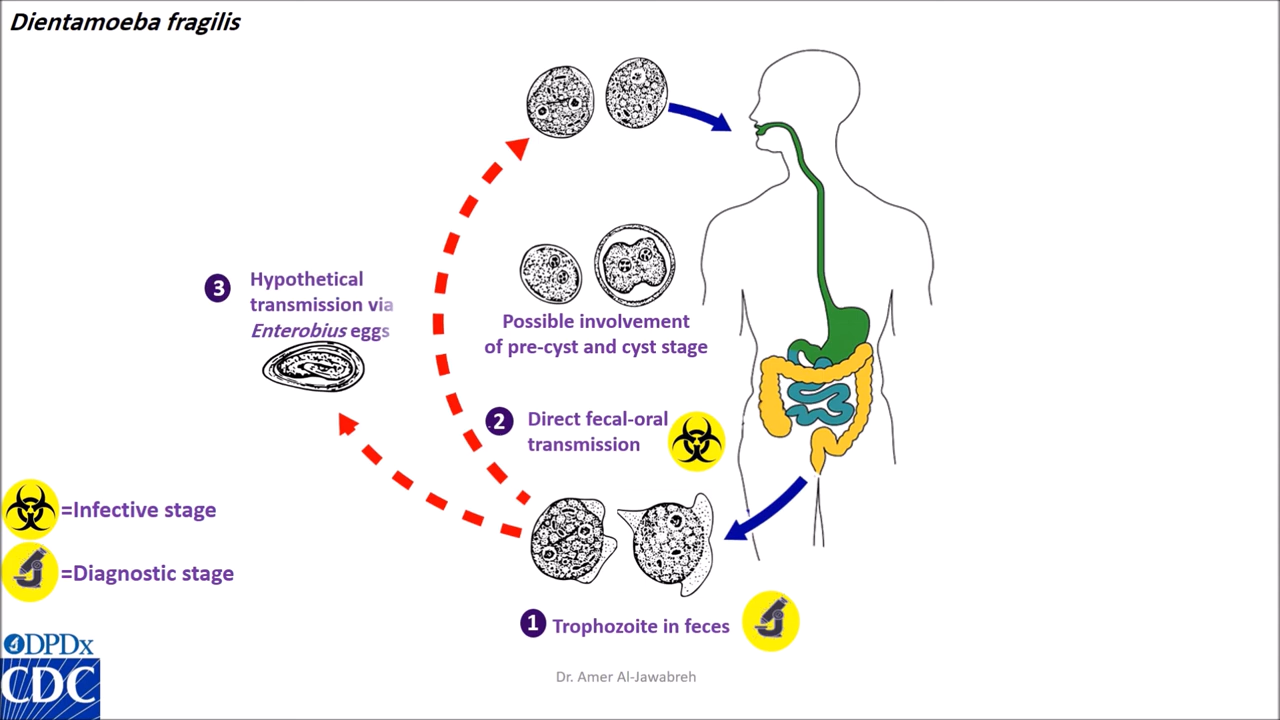 Dientamoeba fragilis
3 Hypothetical
transmission via
Enterobius eggs
Possible involvement
of pre-cyst and cyst stage
2 Direct fecal-oral
transmission
=Infective stage
=Diagnostic stage
1 Trophozoite in feces
DPDx
CDC
Dr. Amer Al-Jawabreh